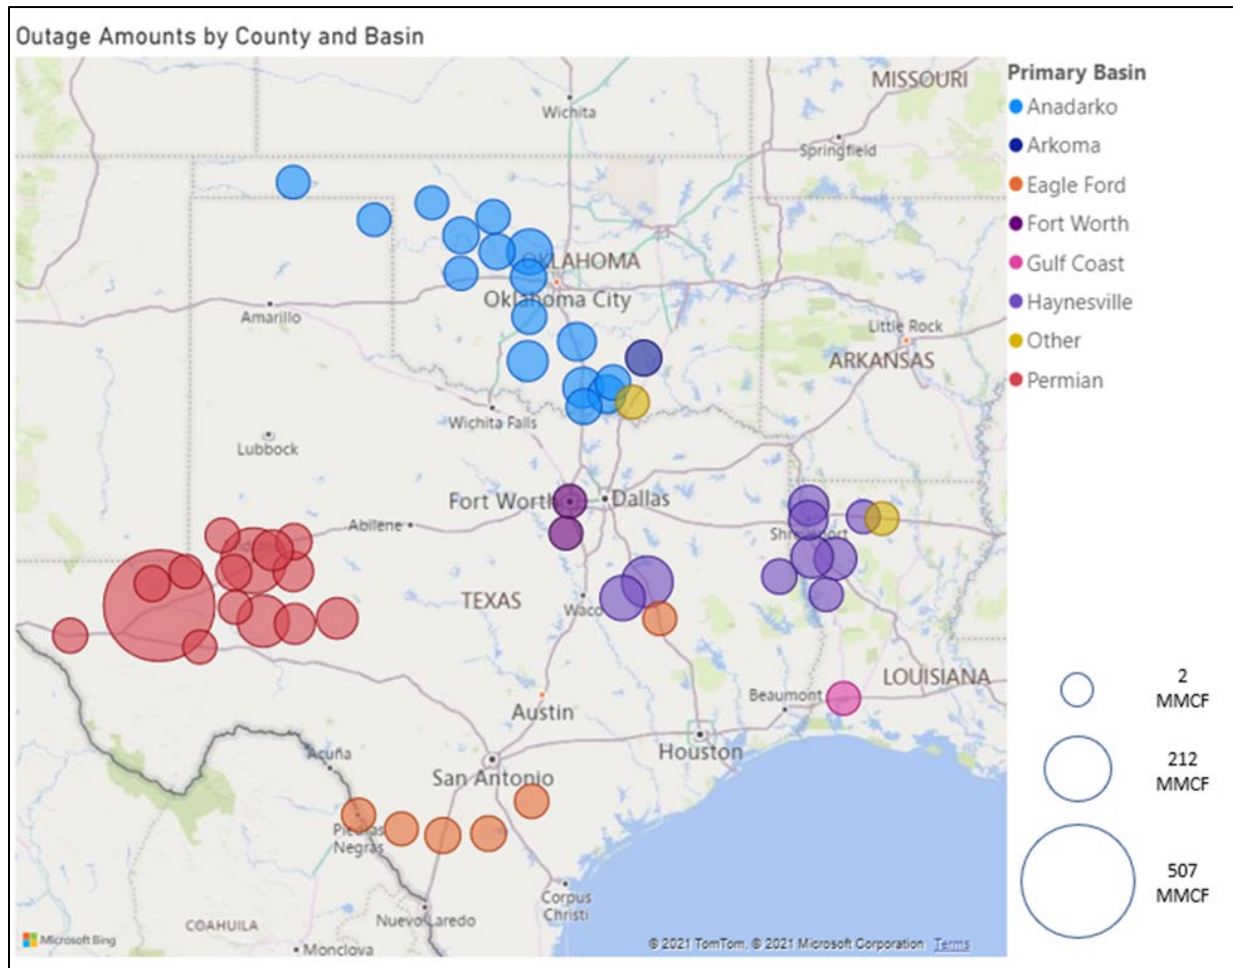 Outage Amounts by County and Basin
MISSOURI
Wichita
Springfield
OKLAHOMA
Oklahoma City
Amarillo
Little Rock
ARKANSAS
Wichita Falls
Lubbock
Fort Worth
Dallas
Abilene
TEXAS
Waco
LOUISIANA
Beaumont
Austin
Houston
Acuña
San Antonio
Piedras
Negras
Corpus
Christi
Nuevo Laredo
COAHUILA
Monclova
Microsoft Bing
© 2021 TomTom, © 2021 Microsoft Corporation Terms
Primary Basin
Anadarko
Arkoma
Eagle Ford
Fort Worth
Gulf Coast
Haynesville
Other
Permian
2
MMCF
212
MMCF
507
MMCF